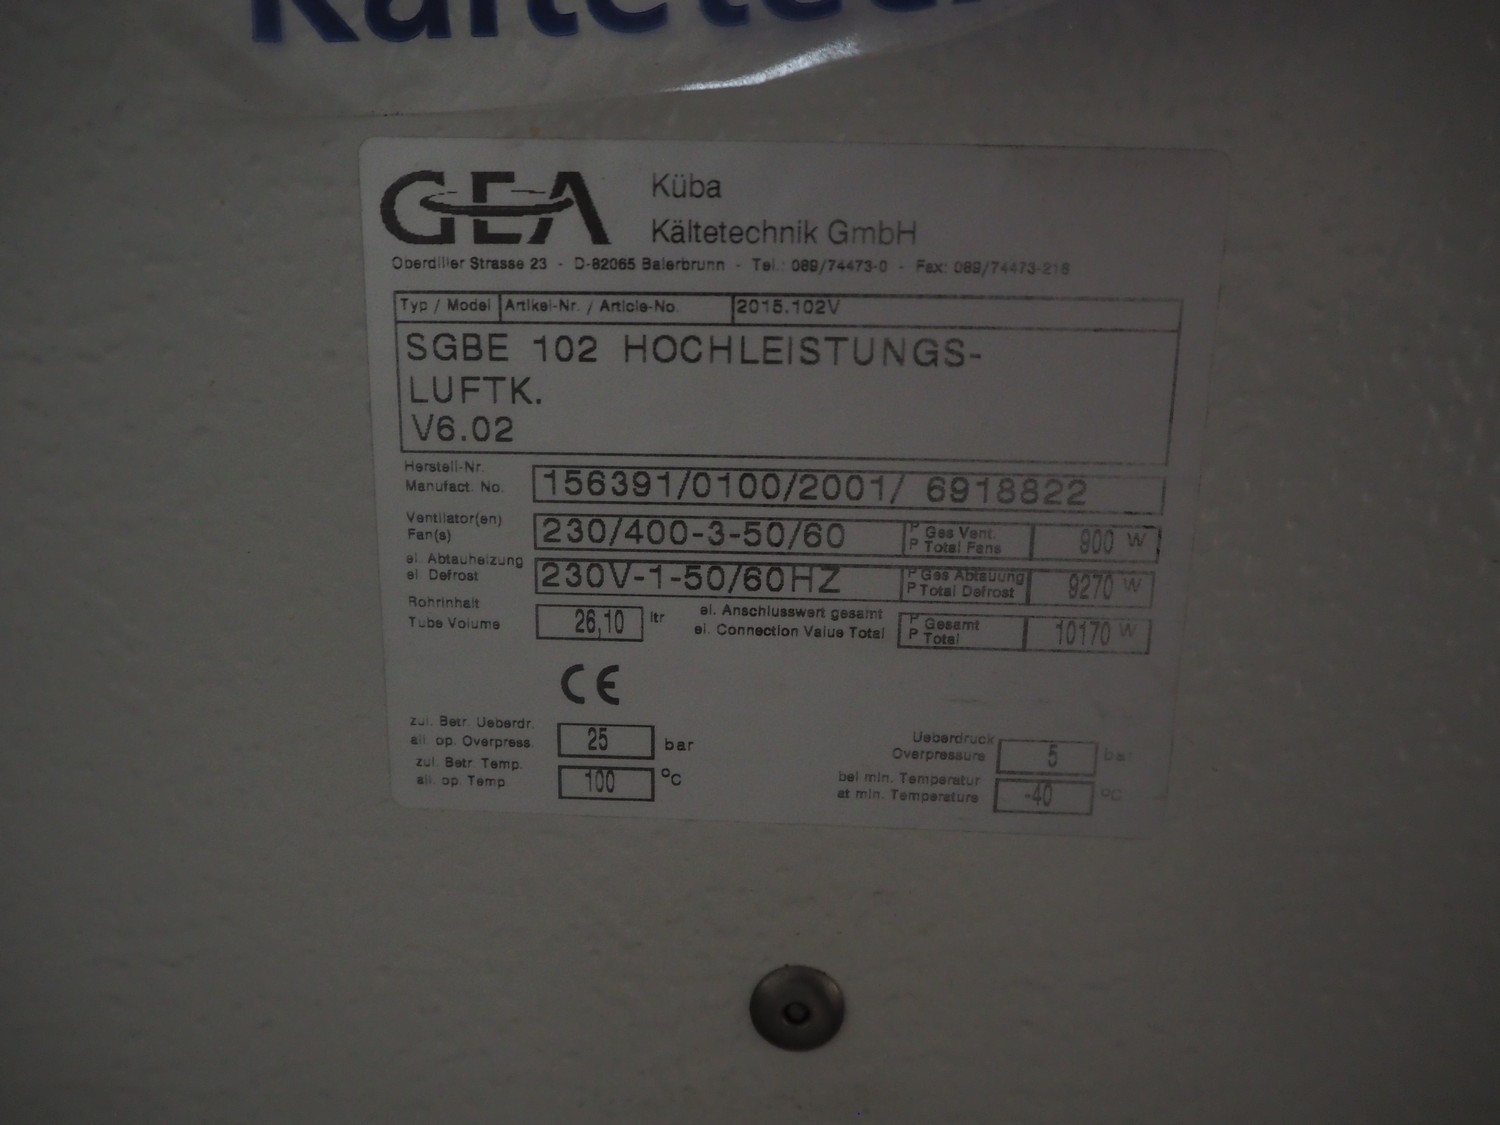 Kältetech
GEA Küba
Kältetechnik GmbH
Oberdiller Strasse 23 - D-82065 Baierbrunn - Tel.: 089/74473-0 - Fax: 089/74473-218
Typ / Model Artikel-Nr. / Article-No. 2015.102V
SGBE 102 HOCHLEISTUNGS-
LUFTK.
V6.02
Herstell-Nr.
Manufact. No. 156391/0100/2001/ 6918822
Ventilator(en)
Fan(s) 230/400-3-50/60 P Ges Vent.
P Total Fans 900 W
el. Abtauheizung
el. Defrost 230V-1-50/60HZ P Ges Abtauung
P Total Defrost 9270 W
Rohrinhalt
Tube Volume 26,10 ltr el. Anschlusswert gesamt
el. Connection Value Total P Gesamt
P Total 10170 W
CE
zul. Betr. Ueberdr.
all. op. Overpress. 25 bar
zul. Betr. Temp.
all. op. Temp. 100 °C
Ueberdruck
Overpressure 5 bar
bei min. Temperatur
at min. Temperature -40 °C